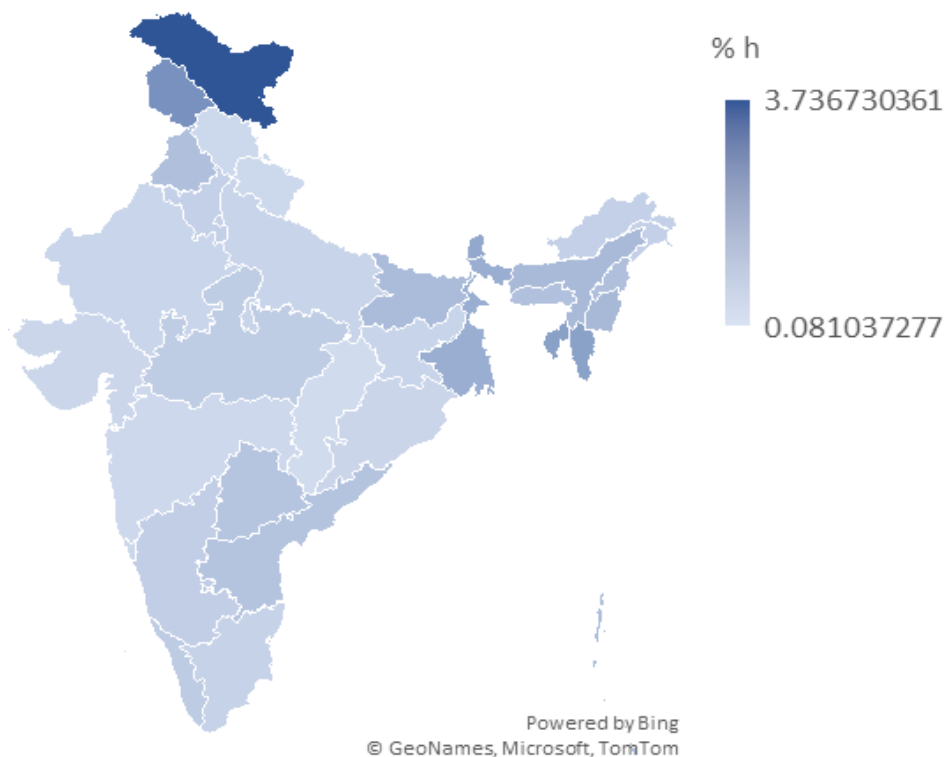 % h
3.736730361
0.081037277
Powered by Bing
© GeoNames, Microsoft, TomTom